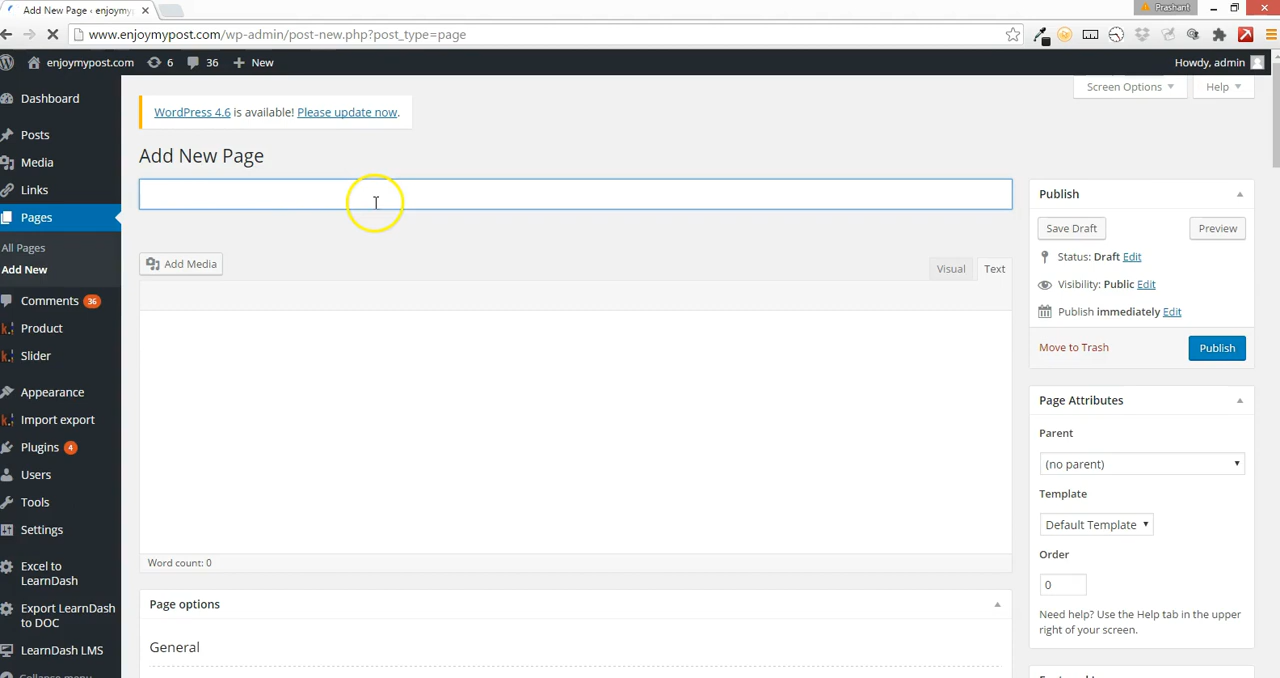 Add New Page ‹ enjoymy
Prashant
www.enjoymypost.com/wp-admin/post-new.php?post_type=page
enjoymypost.com 6 36 New
Howdy, admin
Dashboard
Posts
Media
Links
Pages
All Pages
Add New
Comments 36
Product
Slider
Appearance
Import export
Plugins 4
Users
Tools
Settings
Excel to
LearnDash
Export LearnDash
to DOC
LearnDash LMS
Collapse menu
Screen Options
Help
WordPress 4.6 is available! Please update now.
Add New Page
Add Media
Visual
Text
Word count: 0
Page options
General
Publish
Save Draft
Preview
Status: Draft Edit
Visibility: Public Edit
Publish immediately Edit
Move to Trash
Publish
Page Attributes
Parent
(no parent)
Template
Default Template
Order
0
Need help? Use the Help tab in the upper
right of your screen.